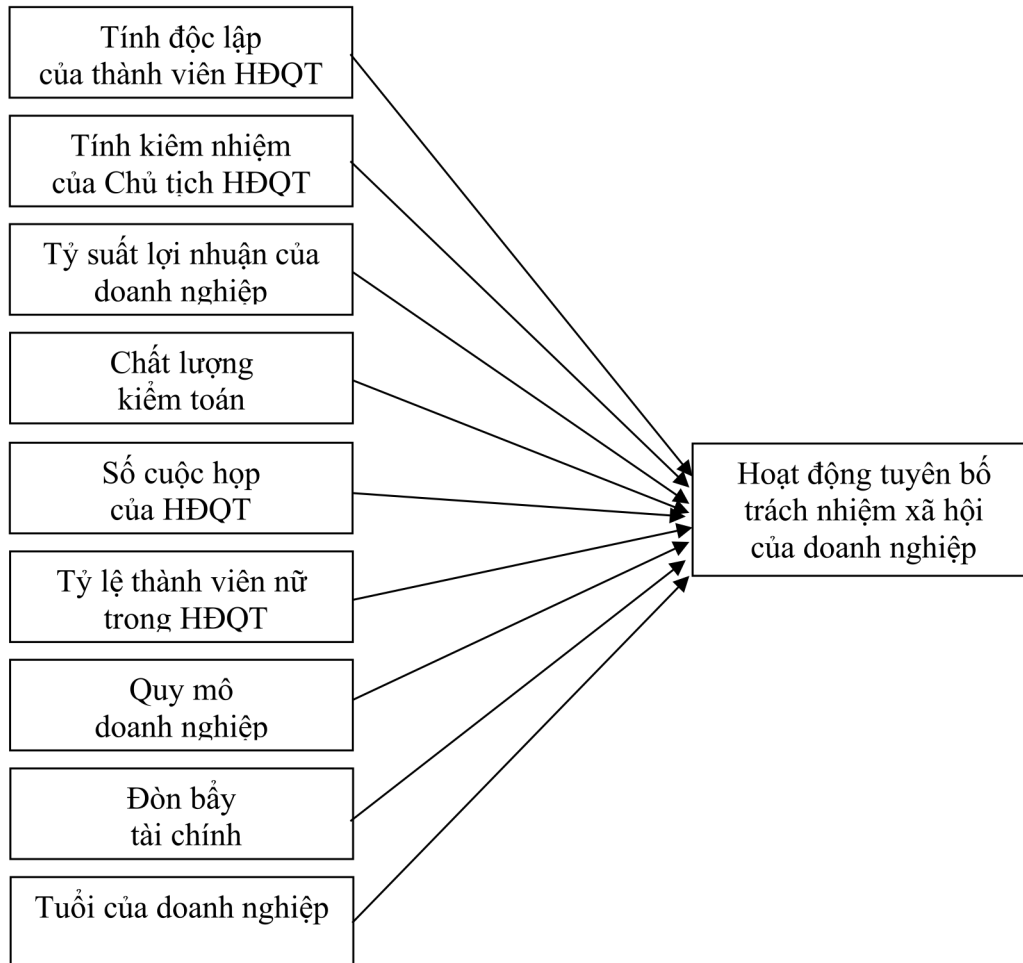 Tính độc lập
của thành viên HĐQT
Tính kiêm nhiệm
của Chủ tịch HĐQT
Tỷ suất lợi nhuận của
doanh nghiệp
Chất lượng
kiểm toán
Số cuộc họp
của HĐQT
Tỷ lệ thành viên nữ
trong HĐQT
Quy mô
doanh nghiệp
Đòn bẩy
tài chính
Tuổi của doanh nghiệp
Hoạt động tuyên bố
trách nhiệm xã hội
của doanh nghiệp